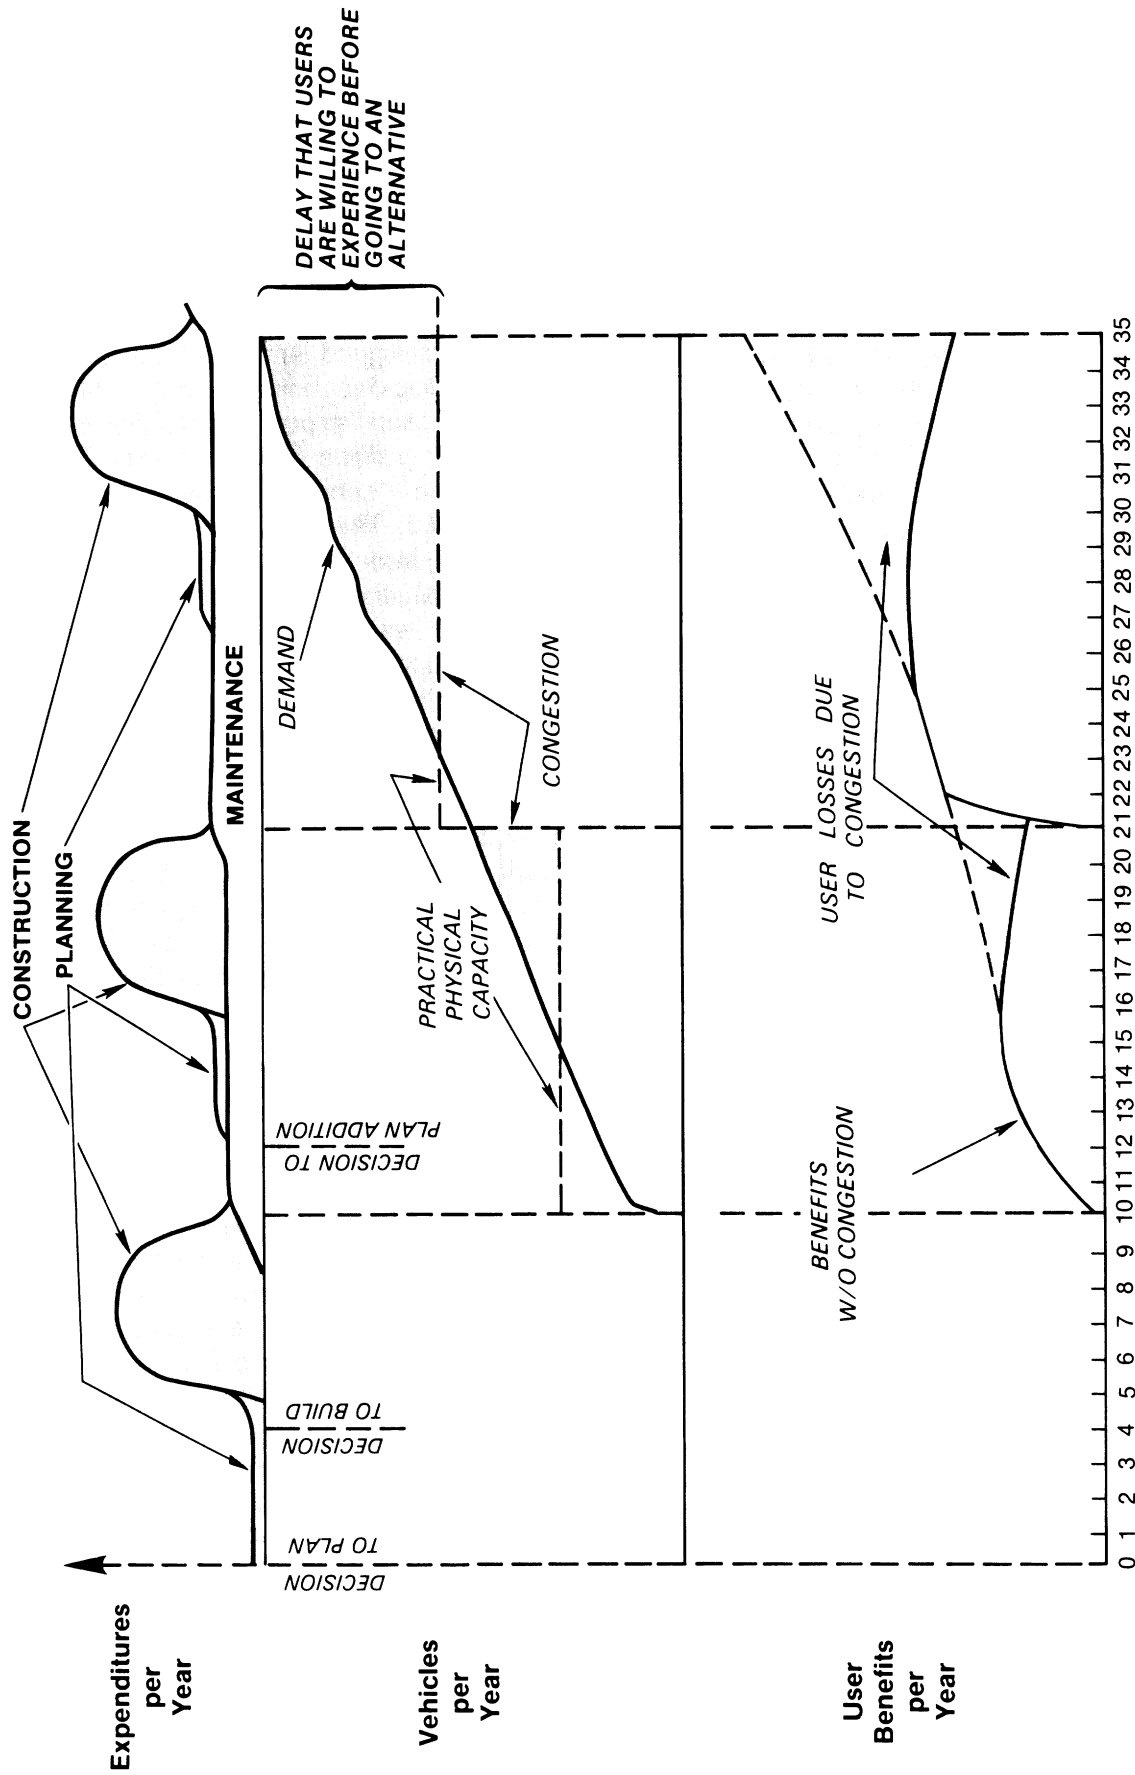 Expenditures
per
Year
CONSTRUCTION
PLANNING
MAINTENANCE
Vehicles
per
Year
DECISION
TO PLAN
DECISION
TO BUILD
DECISION TO
PLAN ADDITION
PRACTICAL
PHYSICAL
CAPACITY
DEMAND
CONGESTION
DELAY THAT USERS
ARE WILLING TO
EXPERIENCE BEFORE
GOING TO AN
ALTERNATIVE
User
Benefits
per
Year
BENEFITS
W/O CONGESTION
USER LOSSES DUE
TO CONGESTION
0 1 2 3 4 5 6 7 8 9 10 11 12 13 14 15 16 17 18 19 20 21 22 23 24 25 26 27 28 29 30 31 32 33 34 35